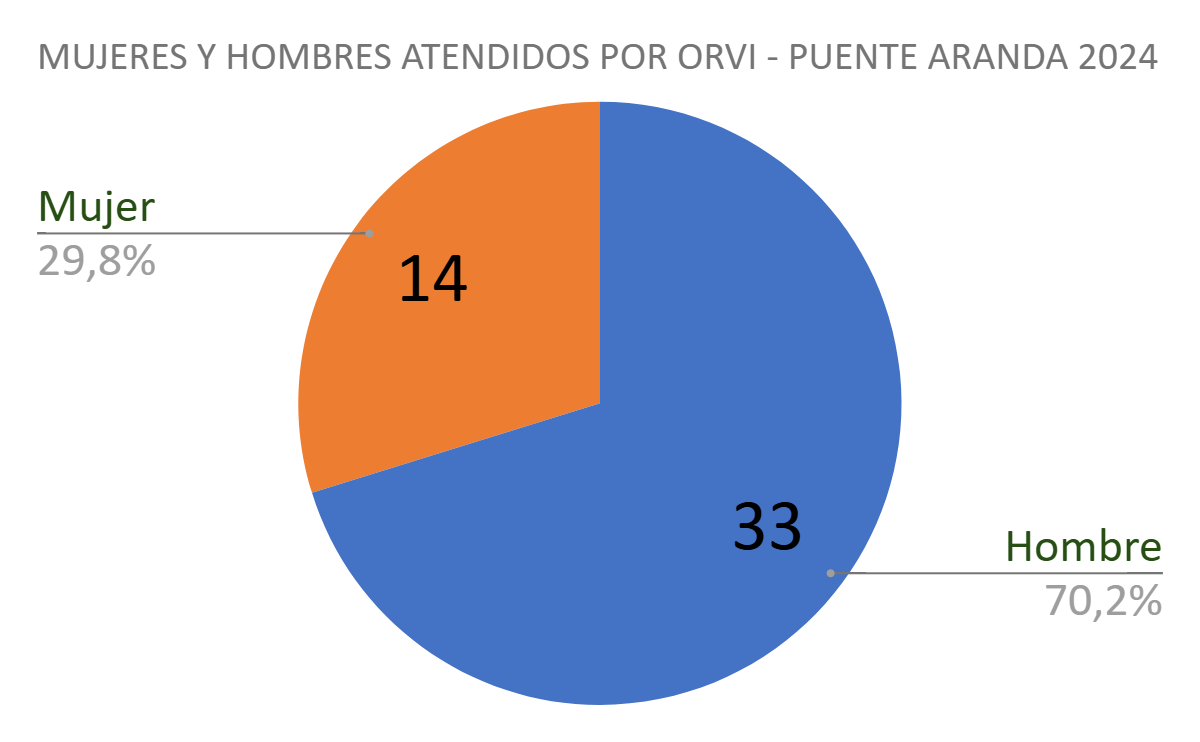 MUJERES Y HOMBRES ATENDIDOS POR ORVI - PUENTE ARANDA 2024
Mujer
29,8%
14
33
Hombre
70,2%